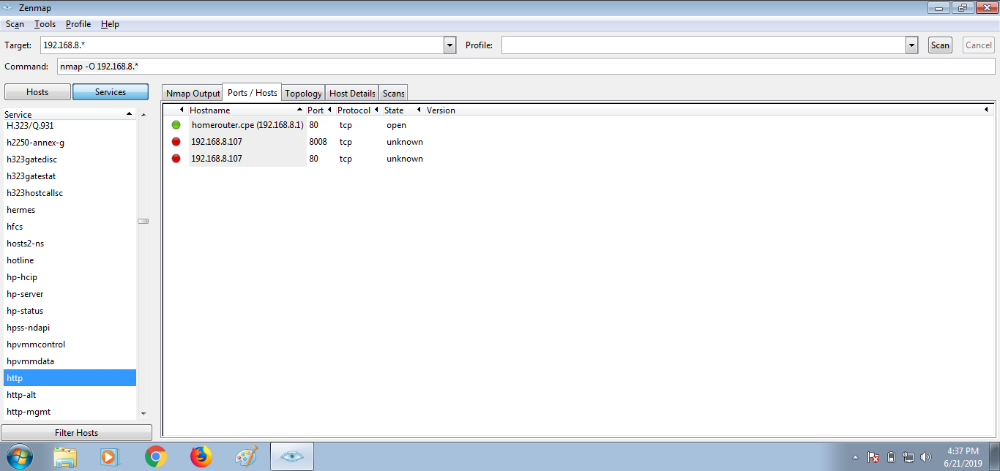 Zenmap
Scan Tools Profile Help
Target: 192.168.8.* Profile: Scan Cancel
Command: nmap -O 192.168.8.*
Hosts Services
Nmap Output Ports / Hosts Topology Host Details Scans
Service
H.323/Q.931
h2250-annex-g
h323gatedisc
h323gatestat
h323hostcallsc
hermes
hfcs
hosts2-ns
hotline
hp-hcip
hp-server
hp-status
hpss-ndapi
hpvmmcontrol
hpvmmdata
http
http-alt
http-mgmt
Filter Hosts
Hostname Port Protocol State Version
homerouter.cpe (192.168.8.1) 80 tcp open
192.168.8.107 8008 tcp unknown
192.168.8.107 80 tcp unknown
4:37 PM
6/21/2019